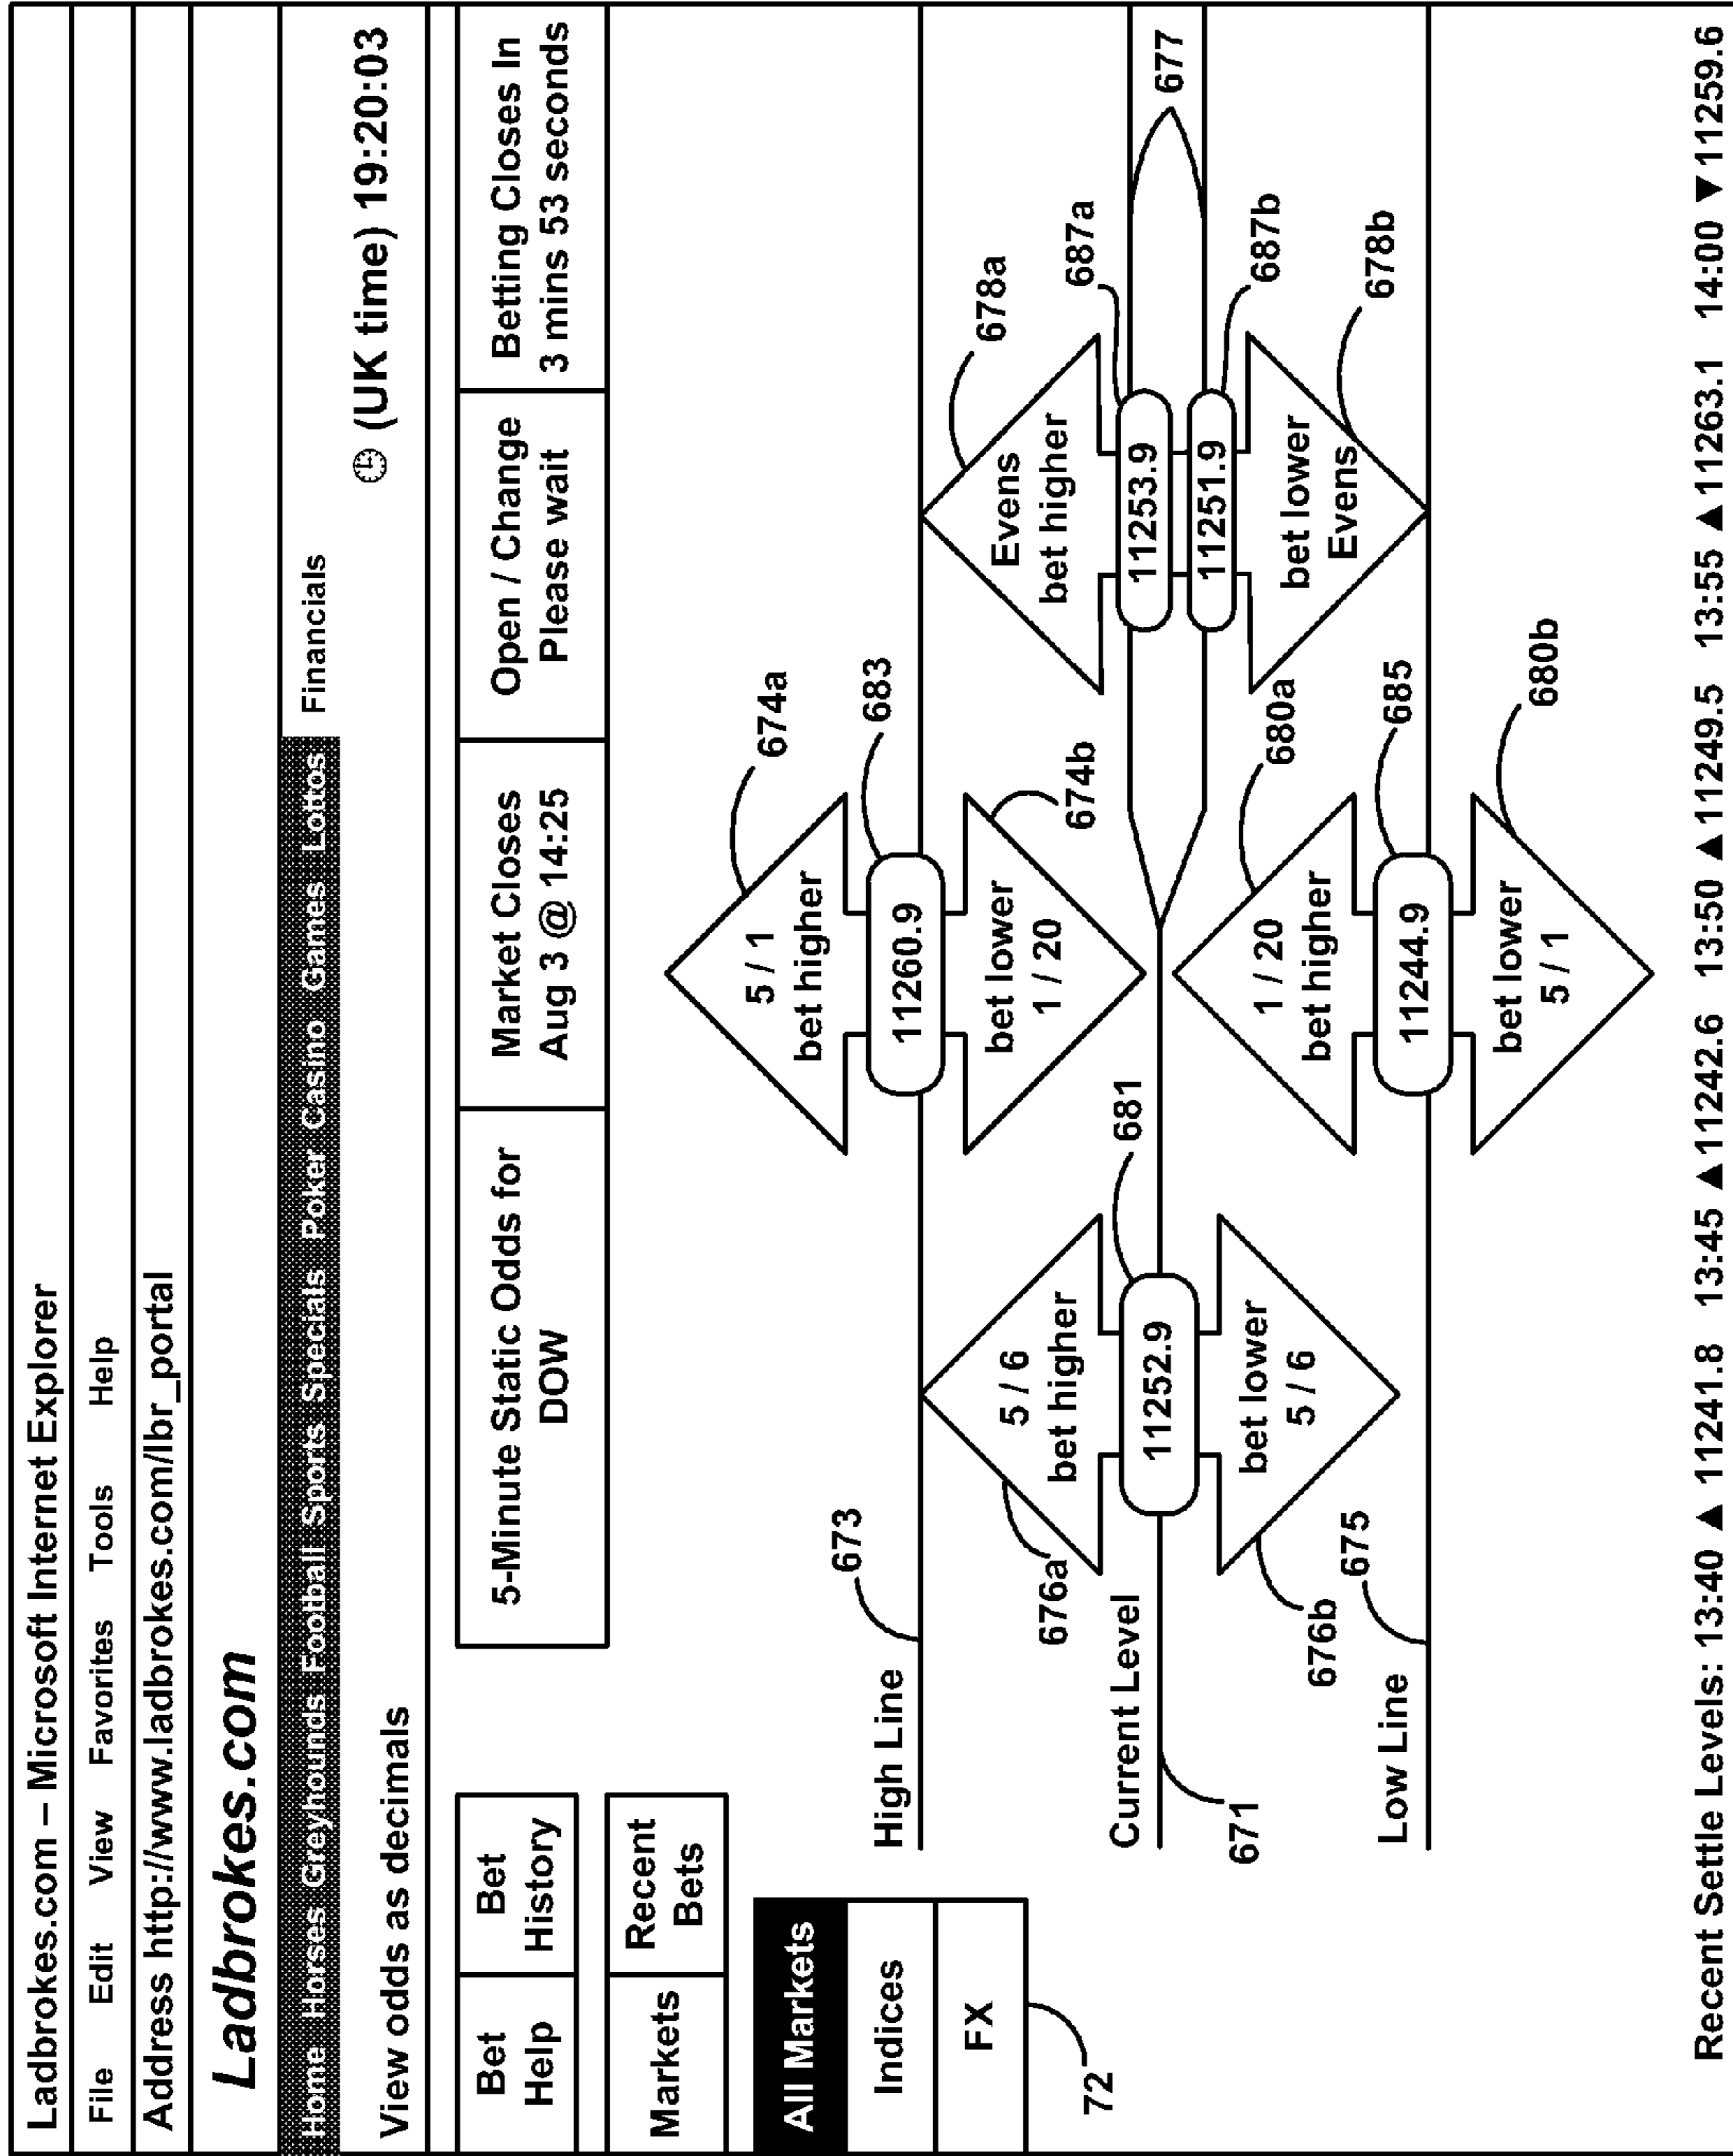 Ladbrokes.com – Microsoft Internet Explorer
File Edit View Favorites Tools Help
Address http://www.ladbrokes.com/lbr_portal
Ladbrokes.com
Home Horses Greyhounds Football Sports Specials Poker Casino Games Lottos Financials
View odds as decimals
(UK time) 19:20:03
Bet Help
Bet History
Markets
Recent Bets
All Markets
Indices
FX
72
5-Minute Static Odds for
DOW
Market Closes
Aug 3 @ 14:25
Open / Change
Please wait
Betting Closes In
3 mins 53 seconds
High Line
673
5 / 1
bet higher
674a
11260.9
683
bet lower
1 / 20
674b
Current Level
671
5 / 6
bet higher
676a
11252.9
681
bet lower
5 / 6
676b
Evens
bet higher
678a
11253.9
687a
677
11251.9
687b
bet lower
Evens
678b
Low Line
675
1 / 20
bet higher
680a
11244.9
685
bet lower
5 / 1
680b
Recent Settle Levels: 13:40 ▲ 11241.8 13:45 ▲11242.6 13:50 ▲11249.5 13:55 ▲11263.1 14:00 ▼11259.6